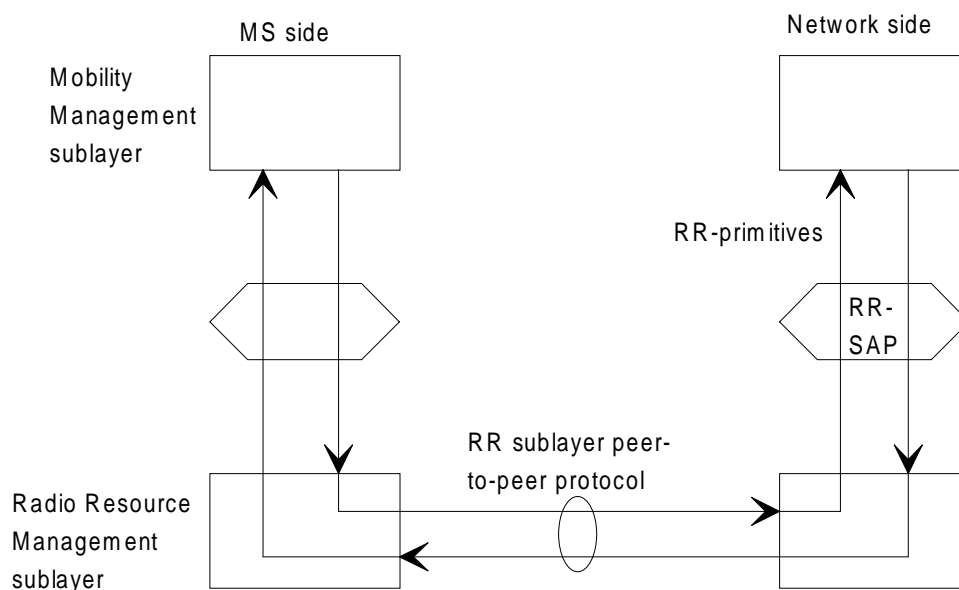 MS side
Network side
Mobility
Management
sublayer
RR-primitives
RR-
SAP
RR sublayer peer-
to-peer protocol
Radio Resource
Management
sublayer